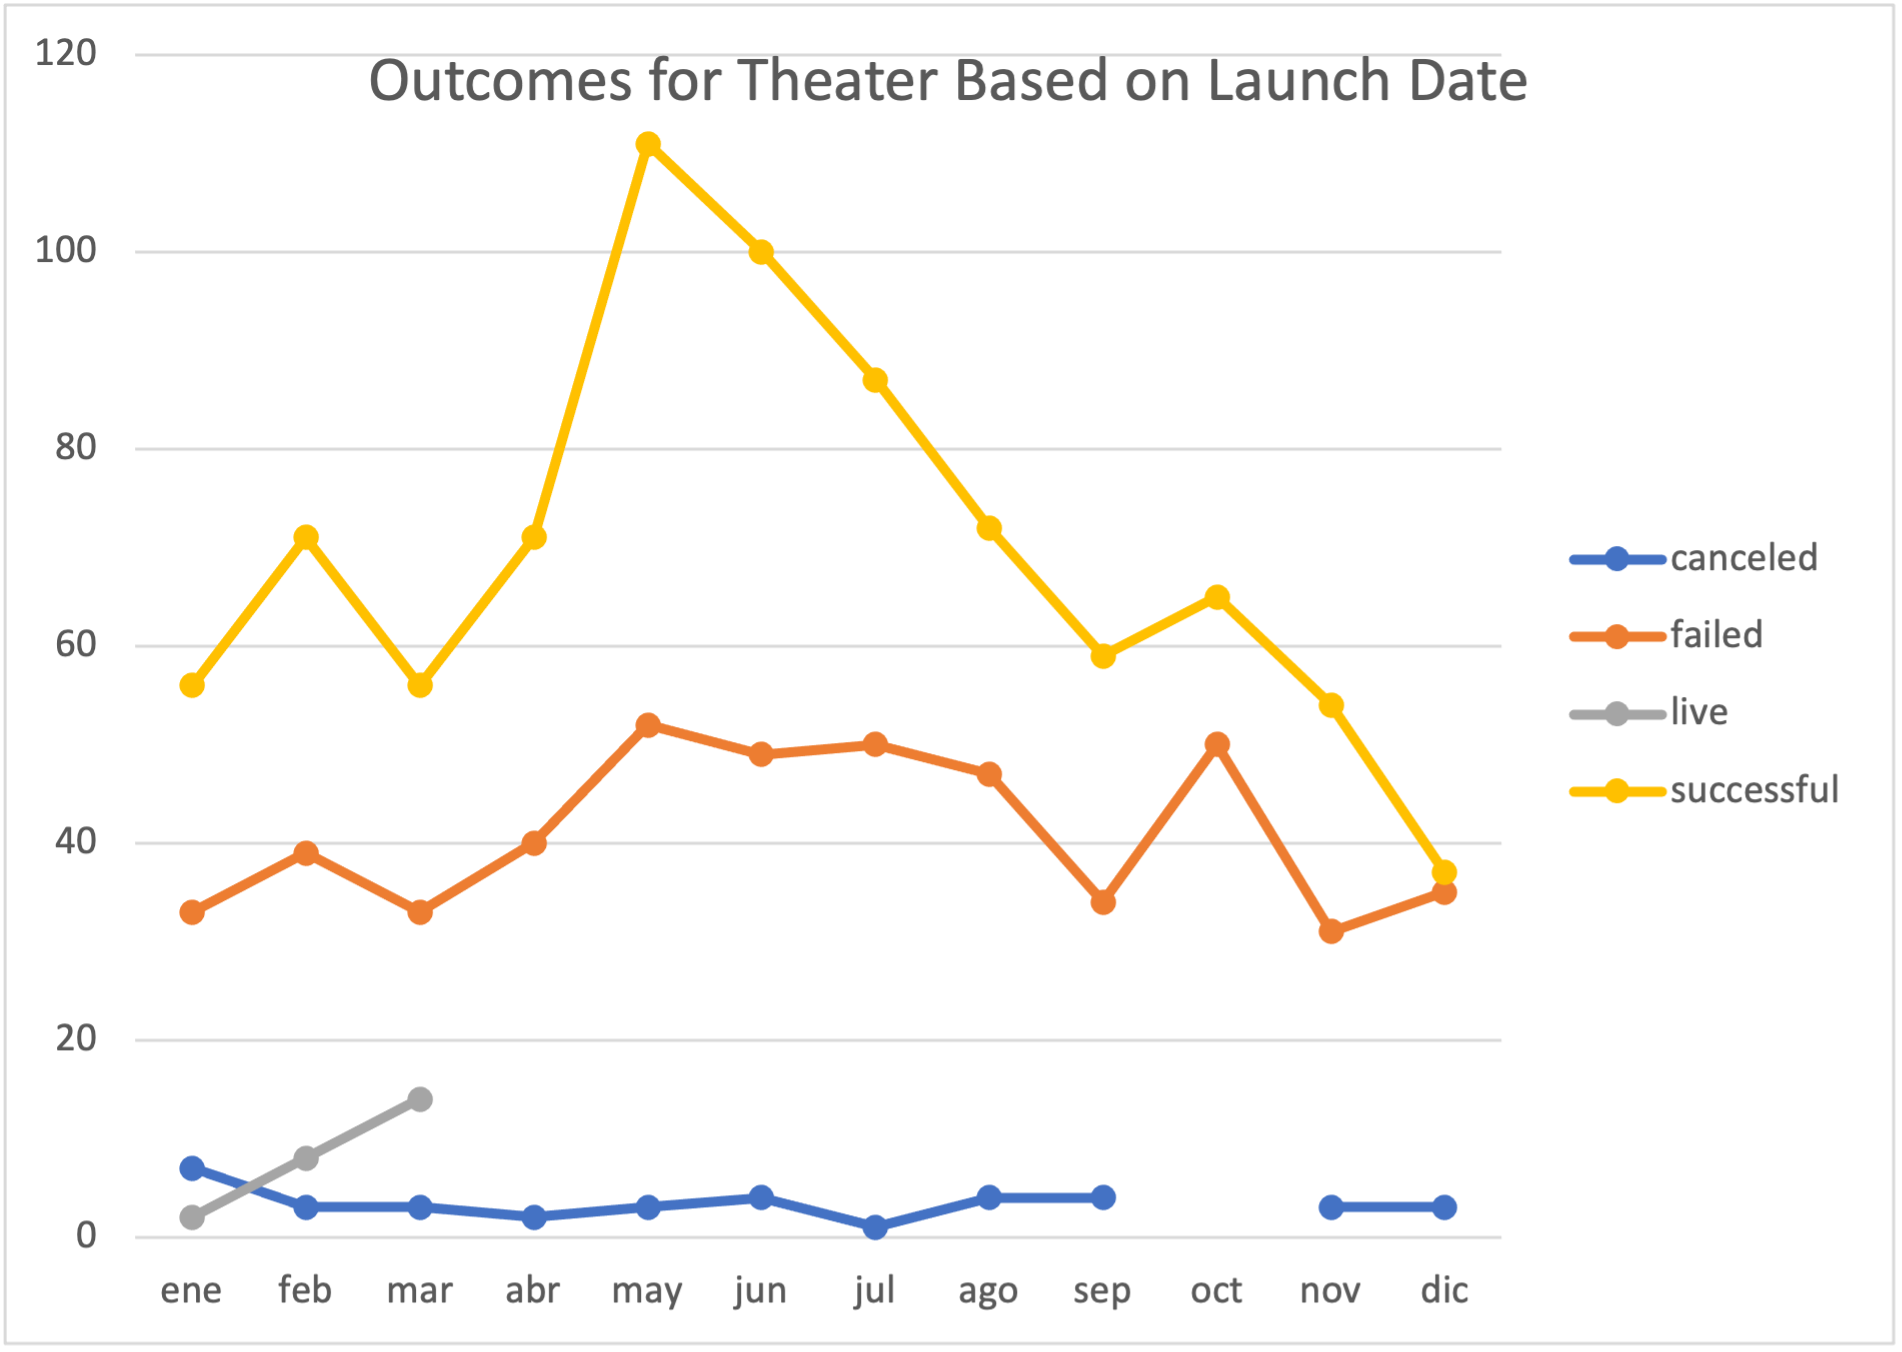 Outcomes for Theater Based on Launch Date
120
100
80
60
40
20
0
ene feb mar abr may jun jul ago sep oct nov dic
canceled
failed
live
successful